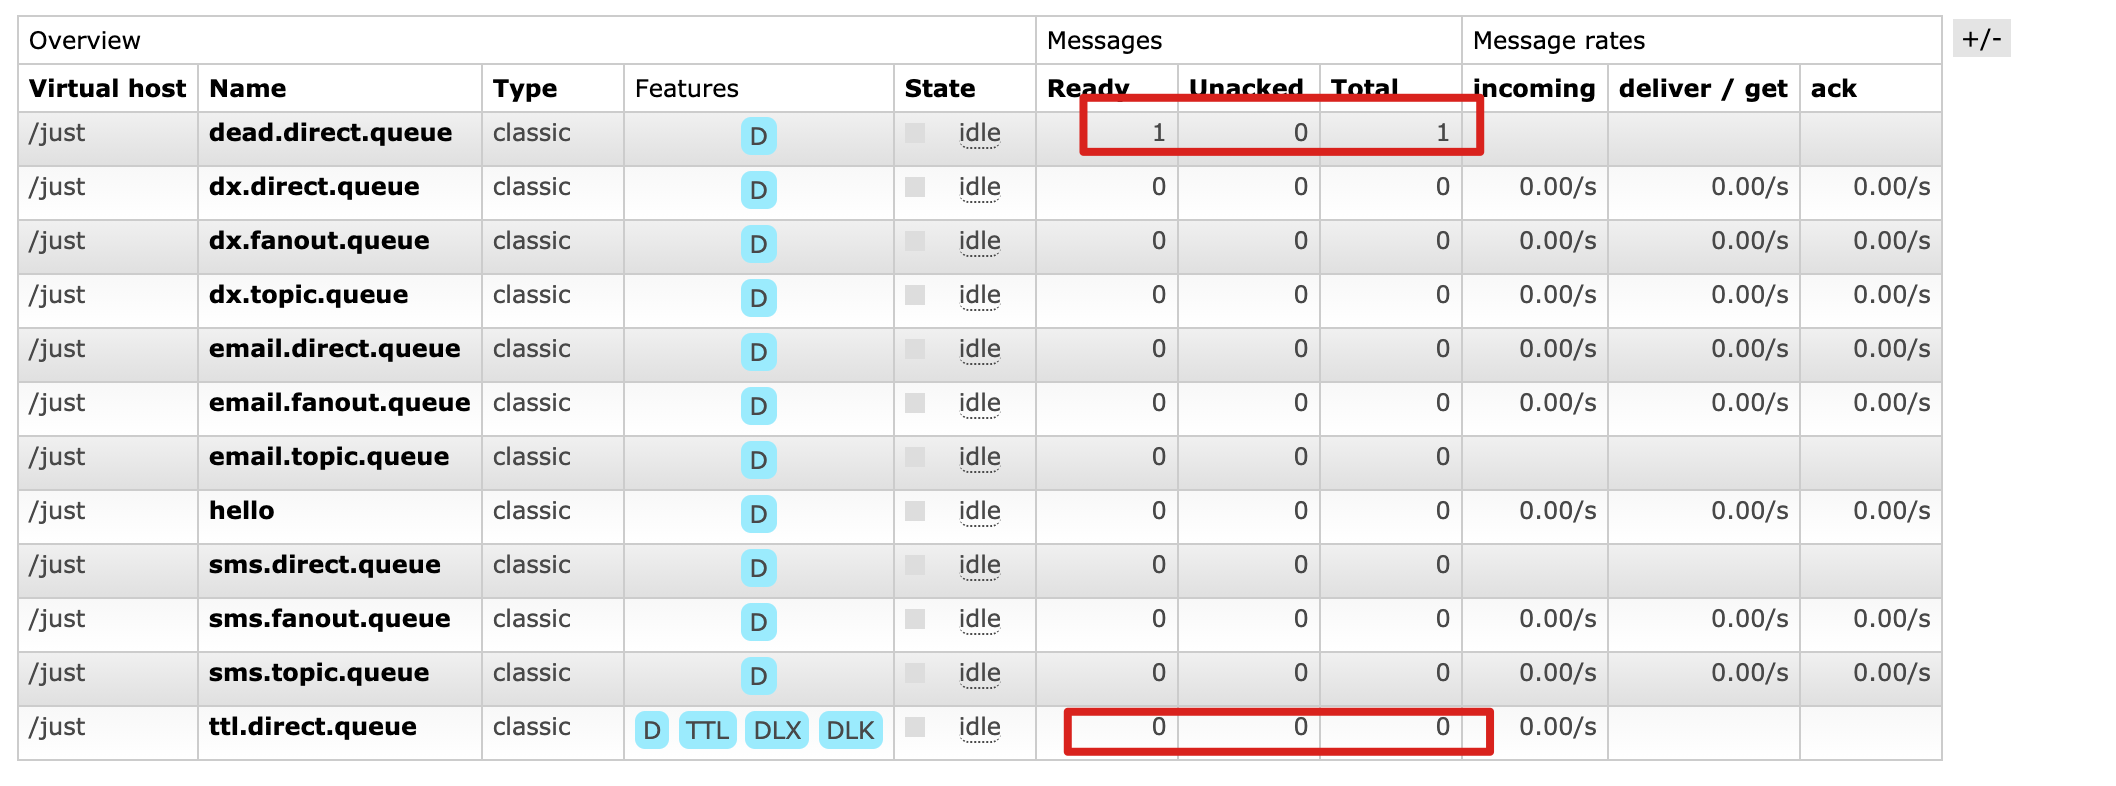 Overview Messages Message rates +/-
Virtual host Name Type Features State Ready Unacked Total incoming deliver / get ack
/just dead.direct.queue classic D idle 1 0 1
/just dx.direct.queue classic D idle 0 0 0 0.00/s 0.00/s 0.00/s
/just dx.fanout.queue classic D idle 0 0 0 0.00/s 0.00/s 0.00/s
/just dx.topic.queue classic D idle 0 0 0 0.00/s 0.00/s 0.00/s
/just email.direct.queue classic D idle 0 0 0 0.00/s 0.00/s 0.00/s
/just email.fanout.queue classic D idle 0 0 0 0.00/s 0.00/s 0.00/s
/just email.topic.queue classic D idle 0 0 0
/just hello classic D idle 0 0 0 0.00/s 0.00/s 0.00/s
/just sms.direct.queue classic D idle 0 0 0
/just sms.fanout.queue classic D idle 0 0 0 0.00/s 0.00/s 0.00/s
/just sms.topic.queue classic D idle 0 0 0 0.00/s 0.00/s 0.00/s
/just ttl.direct.queue classic D TTL DLX DLK idle 0 0 0 0.00/s